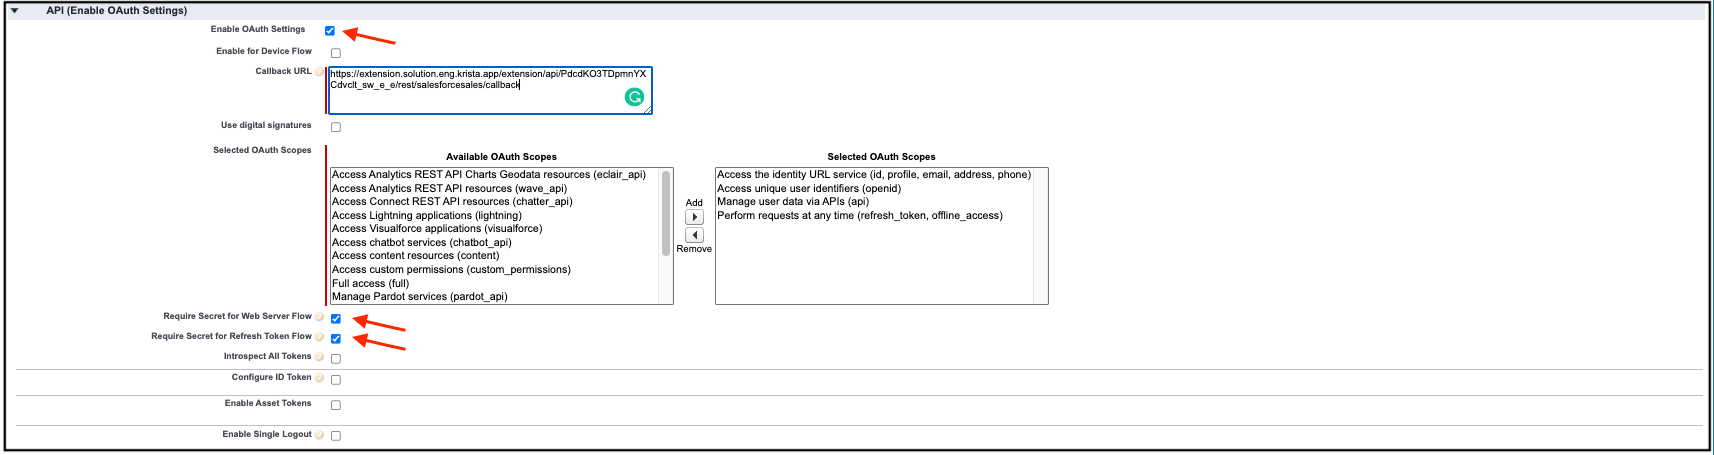 API (Enable OAuth Settings)
Enable OAuth Settings
Enable for Device Flow
Callback URL
https://extension.solution.eng.krista.app/extension/api/PdcdKO3TDpmnYX
Cdvclt_sw_e_e/rest/salesforcesales/callback
Use digital signatures
Selected OAuth Scopes
Available OAuth Scopes
Access Analytics REST API Charts Geodata resources (eclair_api)
Access Analytics REST API resources (wave_api)
Access Connect REST API resources (chatter_api)
Access Lightning applications (lightning)
Access Visualforce applications (visualforce)
Access chatbot services (chatbot_api)
Access content resources (content)
Access custom permissions (custom_permissions)
Full access (full)
Manage Pardot services (pardot_api)
Add
Remove
Selected OAuth Scopes
Access the identity URL service (id, profile, email, address, phone)
Access unique user identifiers (openid)
Manage user data via APIs (api)
Perform requests at any time (refresh_token, offline_access)
Require Secret for Web Server Flow
Require Secret for Refresh Token Flow
Introspect All Tokens
Configure ID Token
Enable Asset Tokens
Enable Single Logout